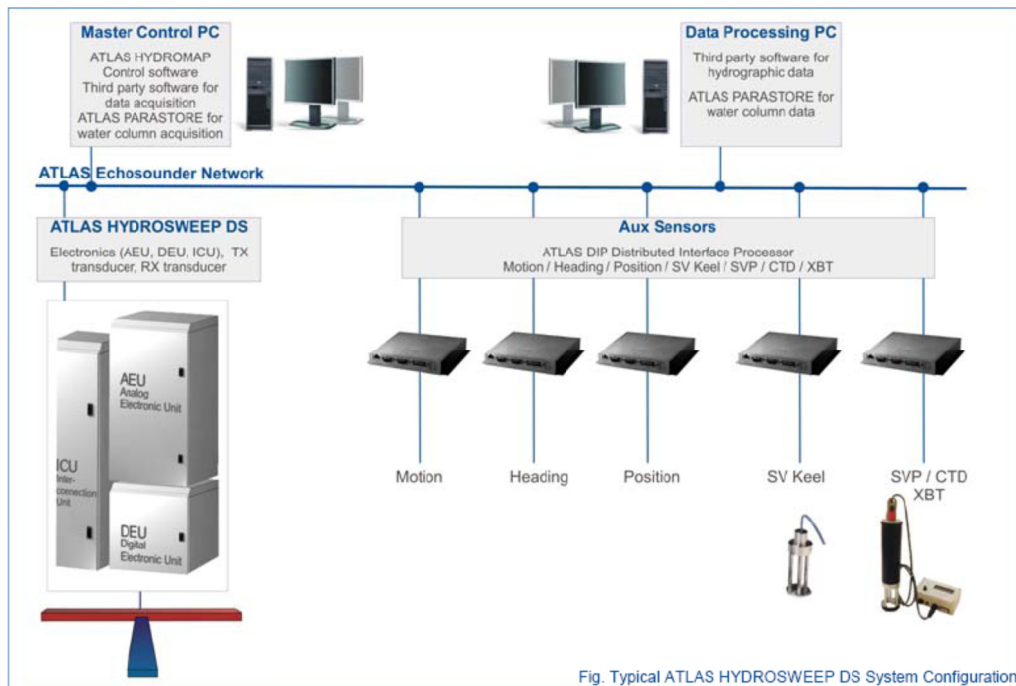 Master Control PC
ATLAS HYDROMAP
Control software
Third party software for
data acquisition
ATLAS PARASTORE for
water column acquisition
Data Processing PC
Third party software for
hydrographic data
ATLAS PARASTORE for
water column data
ATLAS Echosounder Network
ATLAS HYDROSWEEP DS
Electronics (AEU, DEU, ICU), TX
transducer, RX transducer
Aux Sensors
ATLAS DIP Distributed Interface Processor
Motion / Heading / Position / SV Keel / SVP / CTD / XBT
AEU
Analog
Electronic Unit
ICU
Inter-
connection
Unit
DEU
Digital
Electronic Unit
Motion
Heading
Position
SV Keel
SVP / CTD
XBT
Fig. Typical ATLAS HYDROSWEEP DS System Configuration